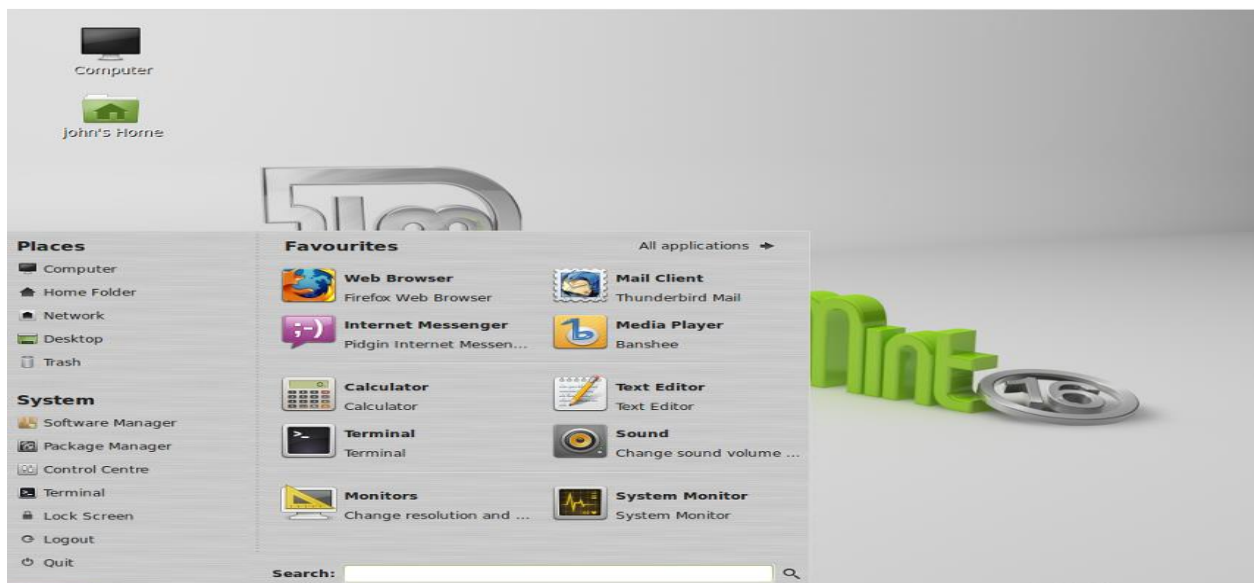 Computer
john's Home
Places
Computer
Home Folder
Network
Desktop
Trash
System
Software Manager
Package Manager
Control Centre
Terminal
Lock Screen
Logout
Quit
Favourites
All applications
Web Browser
Firefox Web Browser
Mail Client
Thunderbird Mail
Internet Messenger
Pidgin Internet Messen...
Media Player
Banshee
Calculator
Calculator
Text Editor
Text Editor
Terminal
Terminal
Sound
Change sound volume ...
Monitors
Change resolution and ...
System Monitor
System Monitor
Search:
Mint
16